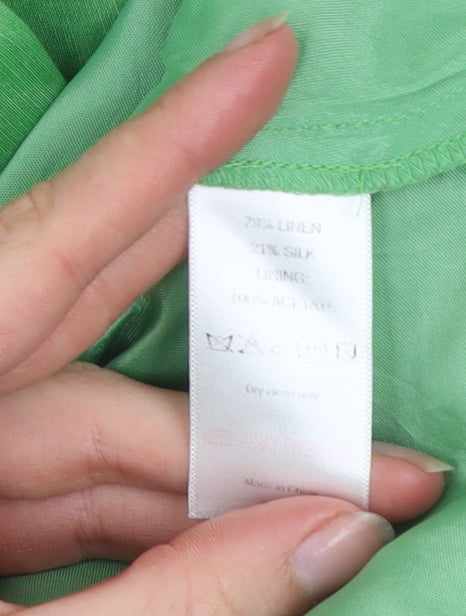 79% LINEN
21% SILK
LINING:
100% ACETATE
Dry clean only
Made in China